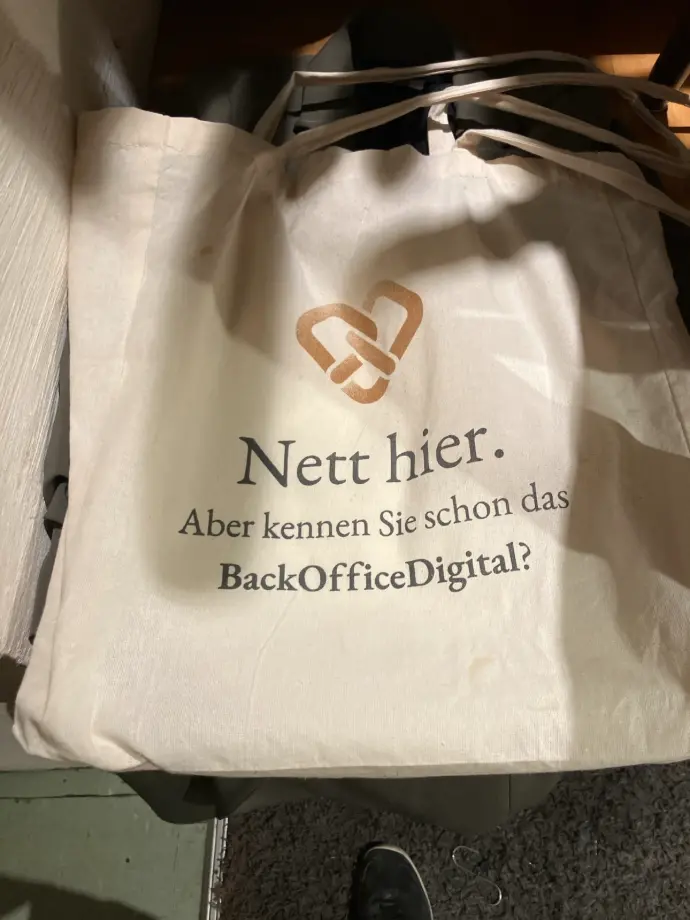 Nett hier.
Aber kennen Sie schon das
BackOfficeDigital?